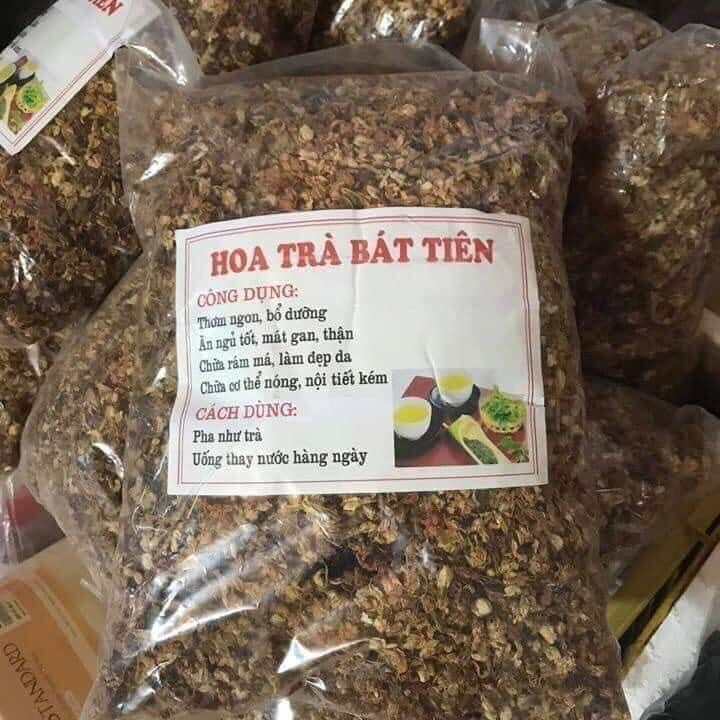 TIÊN
HOA TRÀ BÁT TIÊN
CÔNG DỤNG:
Thơm ngon, bổ dưỡng
Ăn ngủ tốt, mát gan, thận
Chữa rám má, làm đẹp da
Chữa cơ thể nóng, nội tiết kém
CÁCH DÙNG:
Pha như trà
Uống thay nước hàng ngày
STANDARD